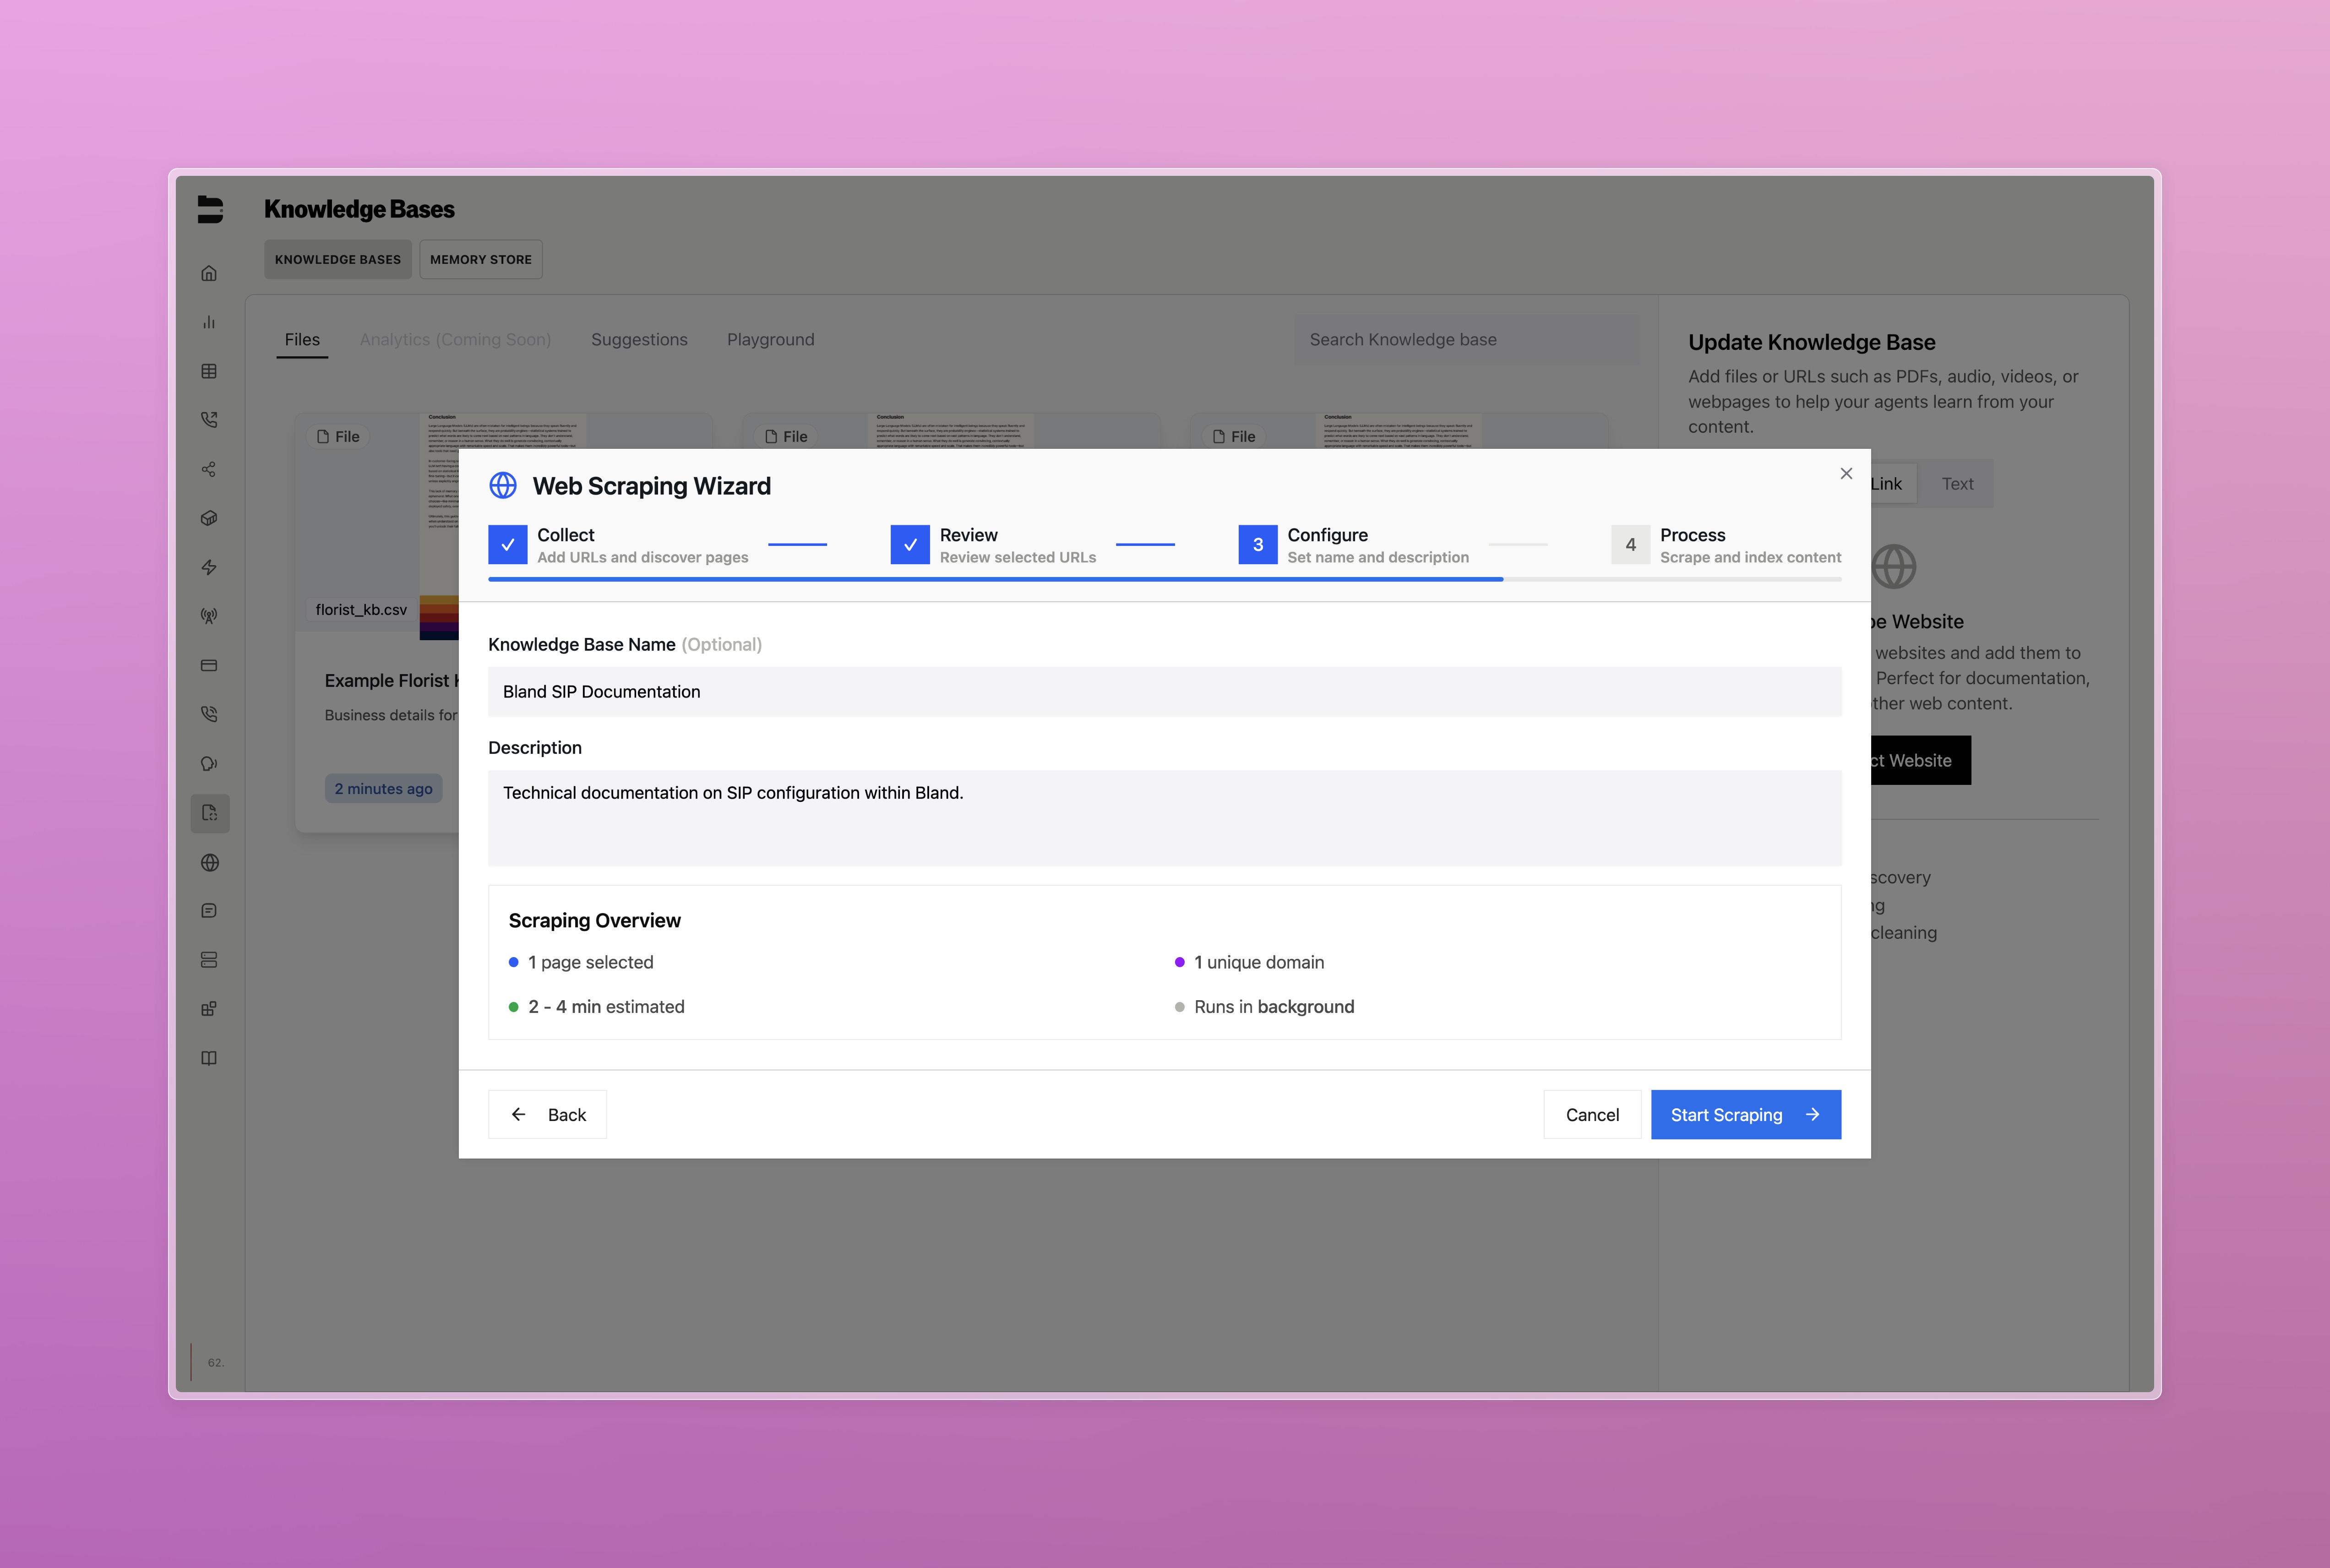 Knowledge Bases
KNOWLEDGE BASES
MEMORY STORE
Files
Analytics (Coming Soon)
Suggestions
Playground
Search Knowledge base
Update Knowledge Base
Add files or URLs such as PDFs, audio, videos, or
webpages to help your agents learn from your
content.
Link
Text
File
Conclusion
File
Conclusion
File
Conclusion
florist_kb.csv
Example Florist
Business details for
2 minutes ago
Website
websites and add them to
Perfect for documentation,
web content.
Website
cleaning
Web Scraping Wizard
Collect
Add URLs and discover pages
Review
Review selected URLs
3
Configure
Set name and description
4
Process
Scrape and index content
Knowledge Base Name (Optional)
Bland SIP Documentation
Description
Technical documentation on SIP configuration within Bland.
Scraping Overview
1 page selected
1 unique domain
2 - 4 min estimated
Runs in background
Back
Cancel
Start Scraping
62.